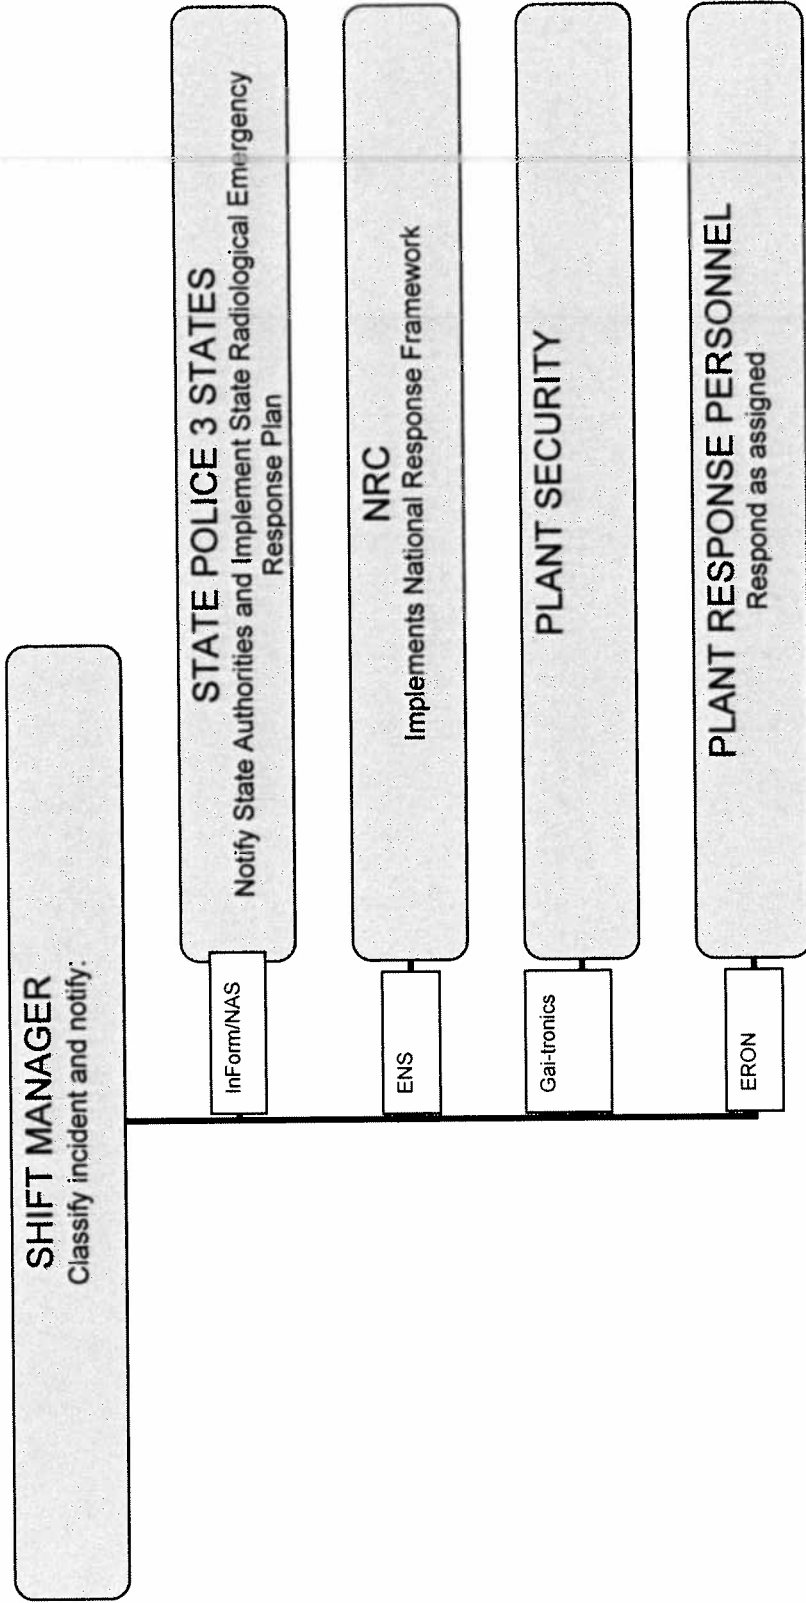 SHIFT MANAGER
Classify incident and notify:
InForm/NAS
STATE POLICE 3 STATES
Notify State Authorities and Implement State Radiological Emergency
Response Plan
ENS
NRC
Implements National Response Framework
Gai-tronics
PLANT SECURITY
ERON
PLANT RESPONSE PERSONNEL
Respond as assigned